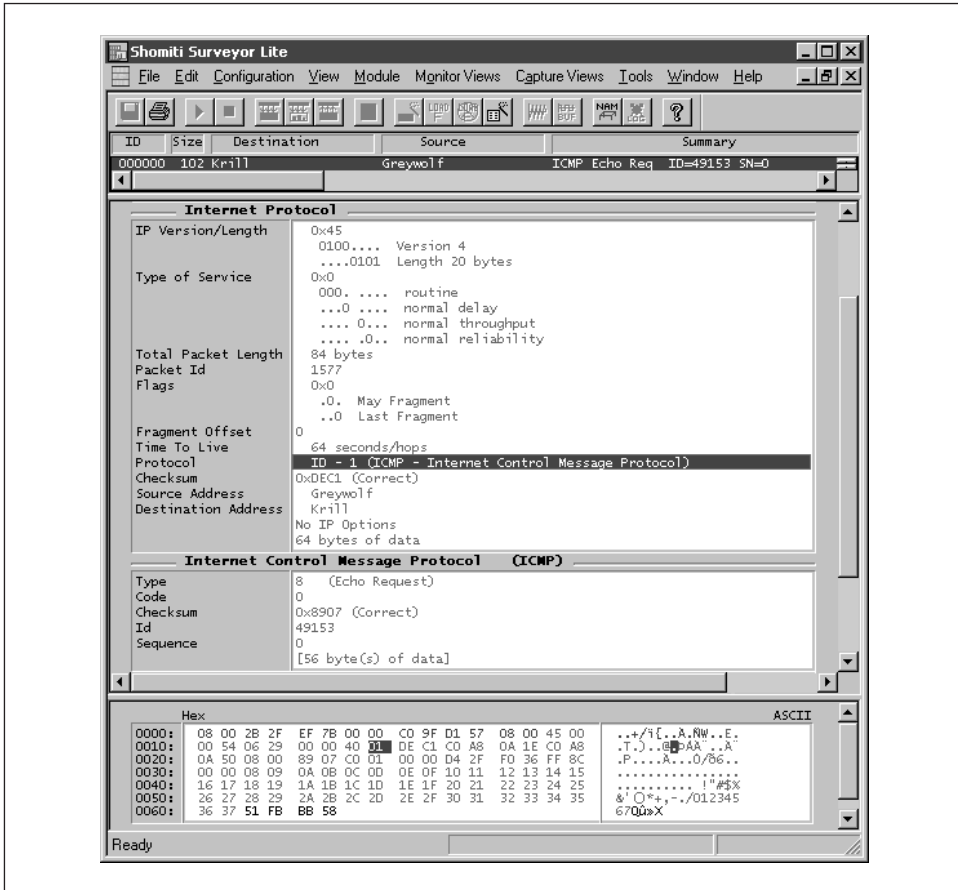 Shomiti Surveyor Lite
File Edit Configuration View Module Monitor Views Capture Views Tools Window Help
LOAD
BUF
NAM
LOG
ID Size Destination Source Summary
000000 102 Krill Greywolf ICMP Echo Req ID=49153 SN=0
Internet Protocol
IP Version/Length 0x45
0100.... Version 4
....0101 Length 20 bytes
Type of Service 0x0
000. .... routine
...0 .... normal delay
.... 0... normal throughput
.... .0.. normal reliability
Total Packet Length 84 bytes
Packet Id 1577
Flags 0x0
.0. May Fragment
..0 Last Fragment
Fragment Offset 0
Time To Live 64 seconds/hops
Protocol ID - 1 (ICMP - Internet Control Message Protocol)
Checksum 0xDEC1 (Correct)
Source Address Greywolf
Destination Address Krill
No IP Options
64 bytes of data
Internet Control Message Protocol (ICMP)
Type 8 (Echo Request)
Code 0
Checksum 0x8907 (Correct)
Id 49153
Sequence 0
[56 byte(s) of data]
Hex ASCII
0000: 08 00 2B 2F EF 7B 00 00 C0 9F D1 57 08 00 45 00 ..+/ï{..À.ÑW..E.
0010: 00 54 06 29 00 00 40 01 DE C1 C0 A8 0A 1E C0 A8 .T.)..@.ÞÁÀ¨..À¨
0020: 0A 50 08 00 89 07 C0 01 00 00 D4 2F F0 36 FF 8C .P....À...Ô/ð6..
0030: 00 00 08 09 0A 0B 0C 0D 0E 0F 10 11 12 13 14 15 ................
0040: 16 17 18 19 1A 1B 1C 1D 1E 1F 20 21 22 23 24 25 .......... !"#$%
0050: 26 27 28 29 2A 2B 2C 2D 2E 2F 30 31 32 33 34 35 &'()*+,-./012345
0060: 36 37 51 FB BB 58 67Qû»X
Ready